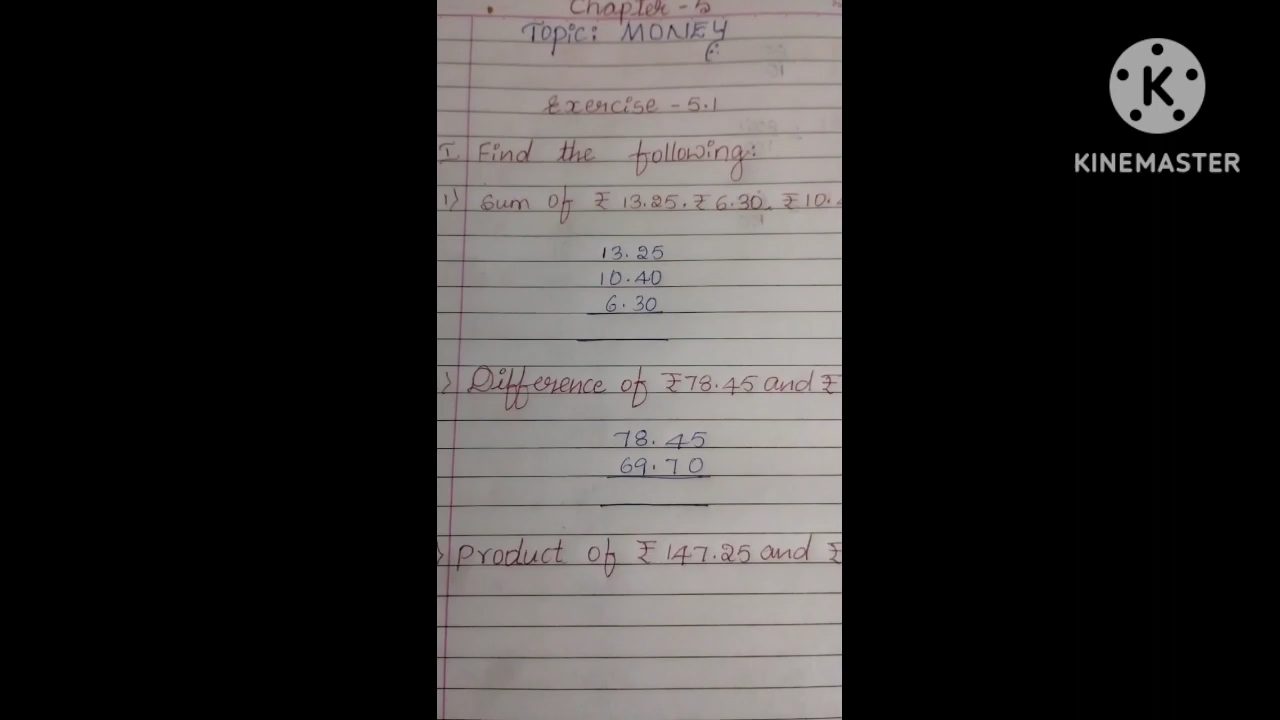 Chapter - 5
Topic: MONEY
Exercise - 5.1
I Find the following:
1) Sum of ₹ 13.25, ₹ 6.30, ₹ 10.
13.25
10.40
6.30
) Difference of ₹78.45 and ₹
78.45
69.70
) Product of ₹ 147.25 and ₹
K
KINEMASTER